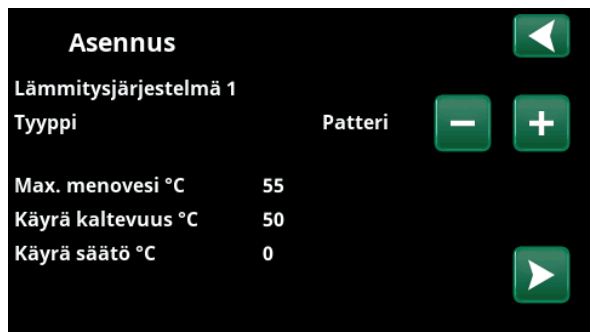 Asennus
Lämmitysjärjestelmä 1
Tyyppi Patteri
Max. menovesi °C 55
Käyrä kaltevuus °C 50
Käyrä säätö °C 0